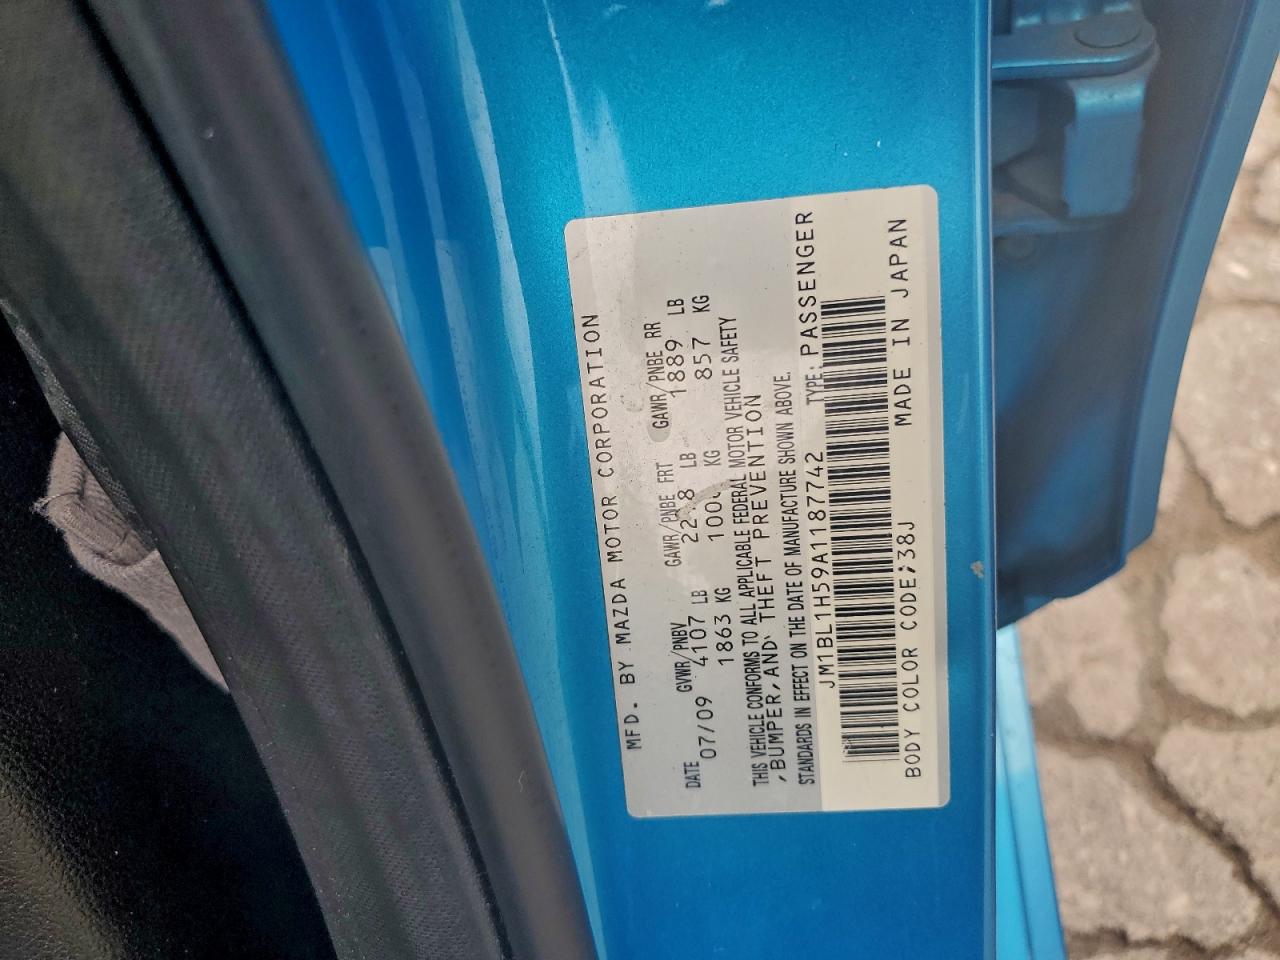 MFD. BY MAZDA MOTOR CORPORATION
DATE GVWR/PNBV GAWR/PNBE FRT GAWR/PNBE RR
07/09 4107 LB LB 1889 LB
1863 KG KG 857 KG
THIS VEHICLE CONFORMS TO ALL APPLICABLE FEDERAL MOTOR VEHICLE SAFETY
,BUMPER,AND THEFT PREVENTION
STANDARDS IN EFFECT ON THE DATE OF MANUFACTURE SHOWN ABOVE.
JM1BL1H59A1187742 TYPE: PASSENGER
BODY COLOR CODE:38J MADE IN JAPAN